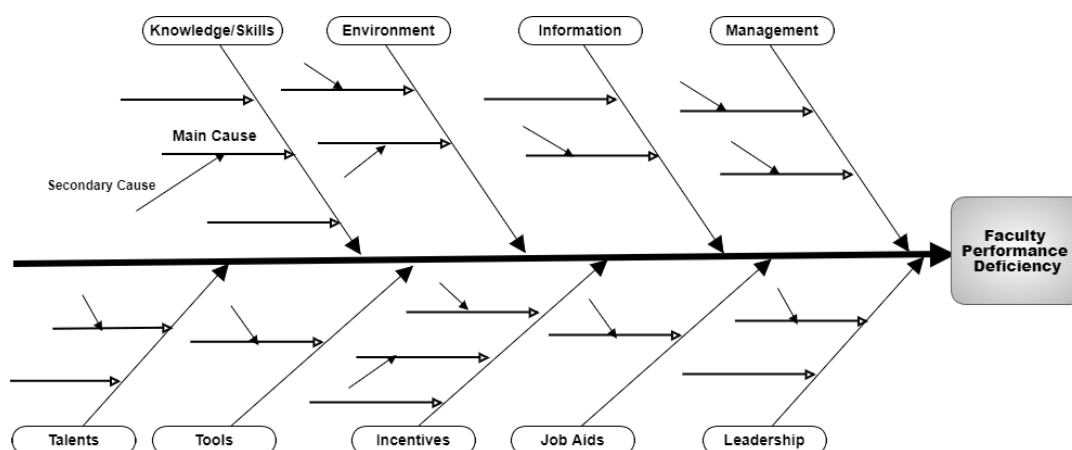 Knowledge/Skills
Environment
Information
Management
Main Cause
Secondary Cause
Faculty
Performance
Deficiency
Talents
Tools
Incentives
Job Aids
Leadership